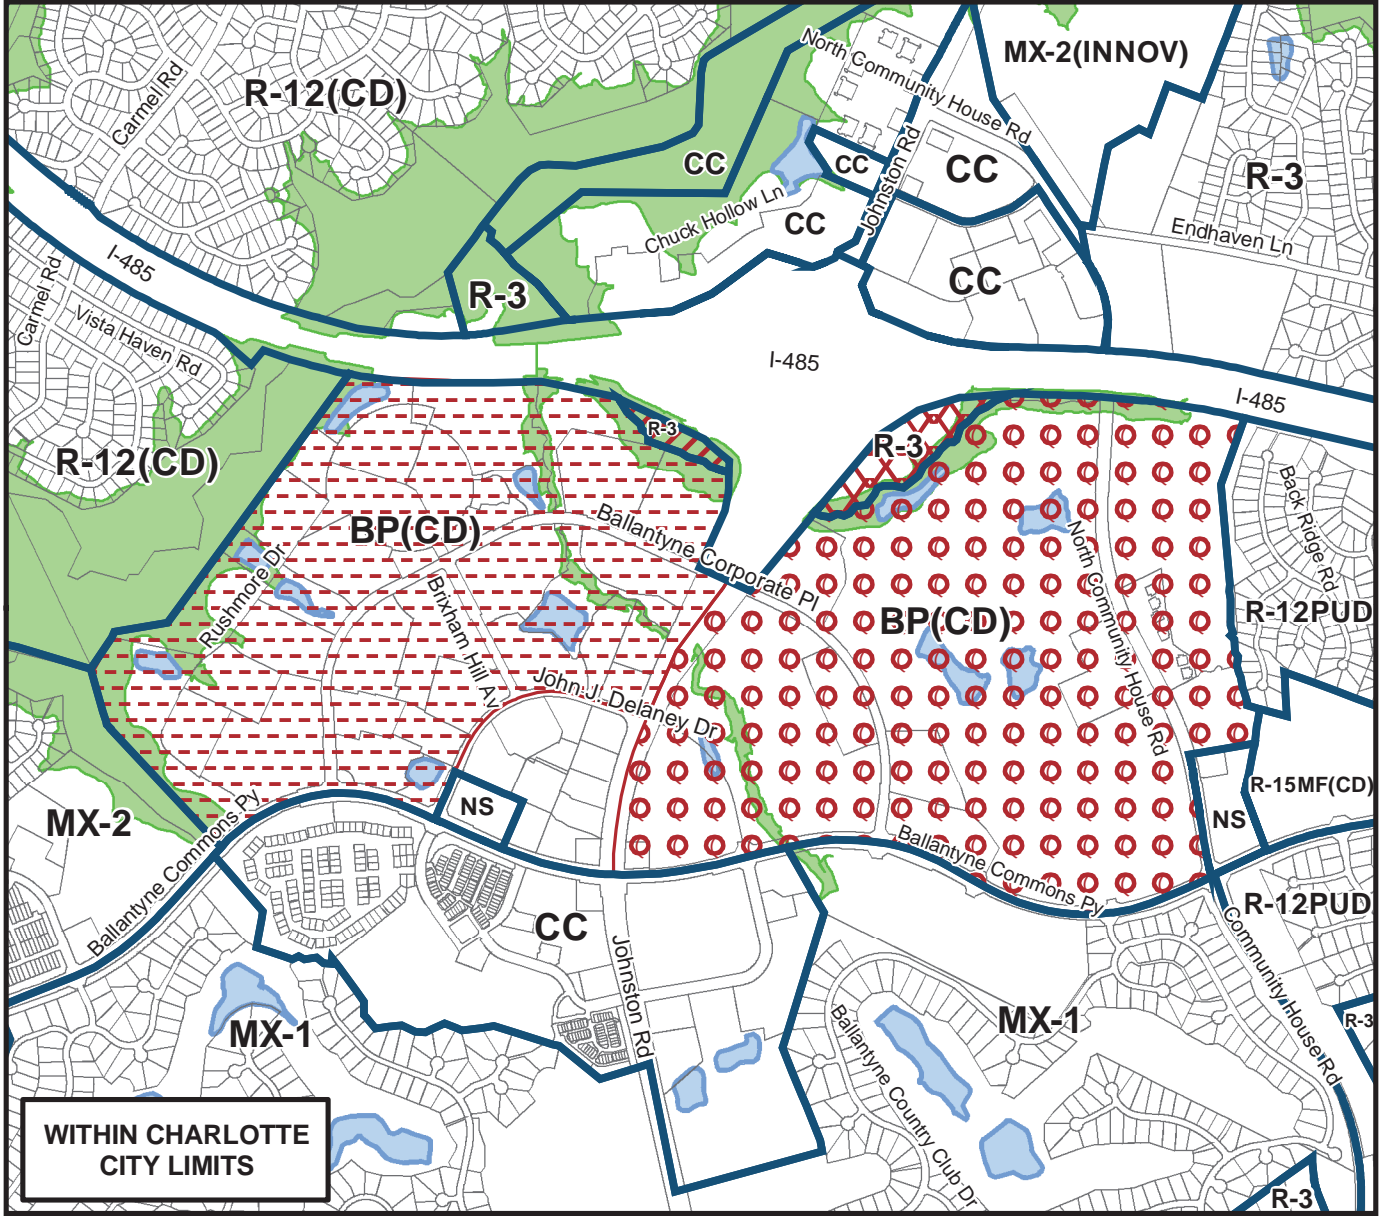 North Community House Rd
MX-2(INNOV)
Carmel Rd
R-12(CD)
CC
CC
CC
R-3
Johnston Rd
Chuck Hollow Ln
CC
Endhaven Ln
I-485
Carmel Rd
R-3
CC
Vista Haven Rd
I-485
I-485
R-3
R-3
R-12(CD)
Back Ridge Rd
BP(CD)
Ballantyne Corporate Pl
North Community House Rd
Rushmore Dr
Brixham Hill Av
BP(CD)
R-12PUD
John J. Delaney Dr
R-15MF(CD)
NS
NS
MX-2
Ballantyne Commons Py
Ballantyne Commons Py
R-12PUD
CC
Johnston Rd
Community House Rd
MX-1
MX-1
R-3
Ballantyne Country Club Dr
WITHIN CHARLOTTE
CITY LIMITS
R-3